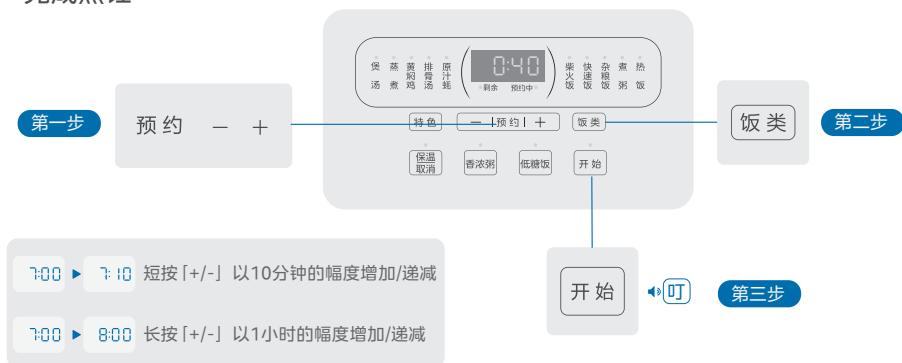 煲汤 蒸煮 黄焖鸡 排骨汤 原汁蚝 0:40 剩余 预约中 柴火饭 快速饭 杂粮饭 煮粥 热饭
第一步 预约 － ＋
特色 － 预约 ＋ 饭类
饭类 第二步
保温取消 香浓粥 低糖饭 开始
7:00 ▶ 7:10 短按「+/-」以10分钟的幅度增加/递减
开始 叮 第三步
7:00 ▶ 8:00 长按「+/-」以1小时的幅度增加/递减